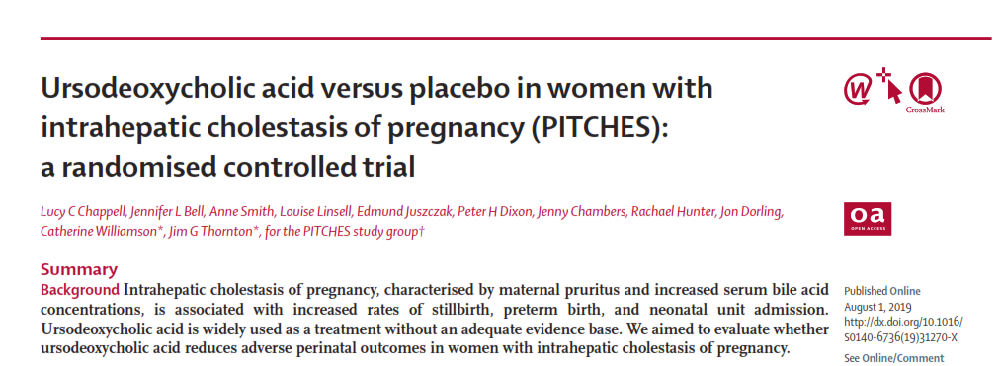 Ursodeoxycholic acid versus placebo in women with
intrahepatic cholestasis of pregnancy (PITCHES):
a randomised controlled trial
W
CrossMark
Lucy C Chappell, Jennifer L Bell, Anne Smith, Louise Linsell, Edmund Juszczak, Peter H Dixon, Jenny Chambers, Rachael Hunter, Jon Dorling,
Catherine Williamson*, Jim G Thornton*, for the PITCHES study group†
oa
OPEN ACCESS
Summary
Background Intrahepatic cholestasis of pregnancy, characterised by maternal pruritus and increased serum bile acid
concentrations, is associated with increased rates of stillbirth, preterm birth, and neonatal unit admission.
Ursodeoxycholic acid is widely used as a treatment without an adequate evidence base. We aimed to evaluate whether
ursodeoxycholic acid reduces adverse perinatal outcomes in women with intrahepatic cholestasis of pregnancy.
Published Online
August 1, 2019
http://dx.doi.org/10.1016/
S0140-6736(19)31270-X
See Online/Comment